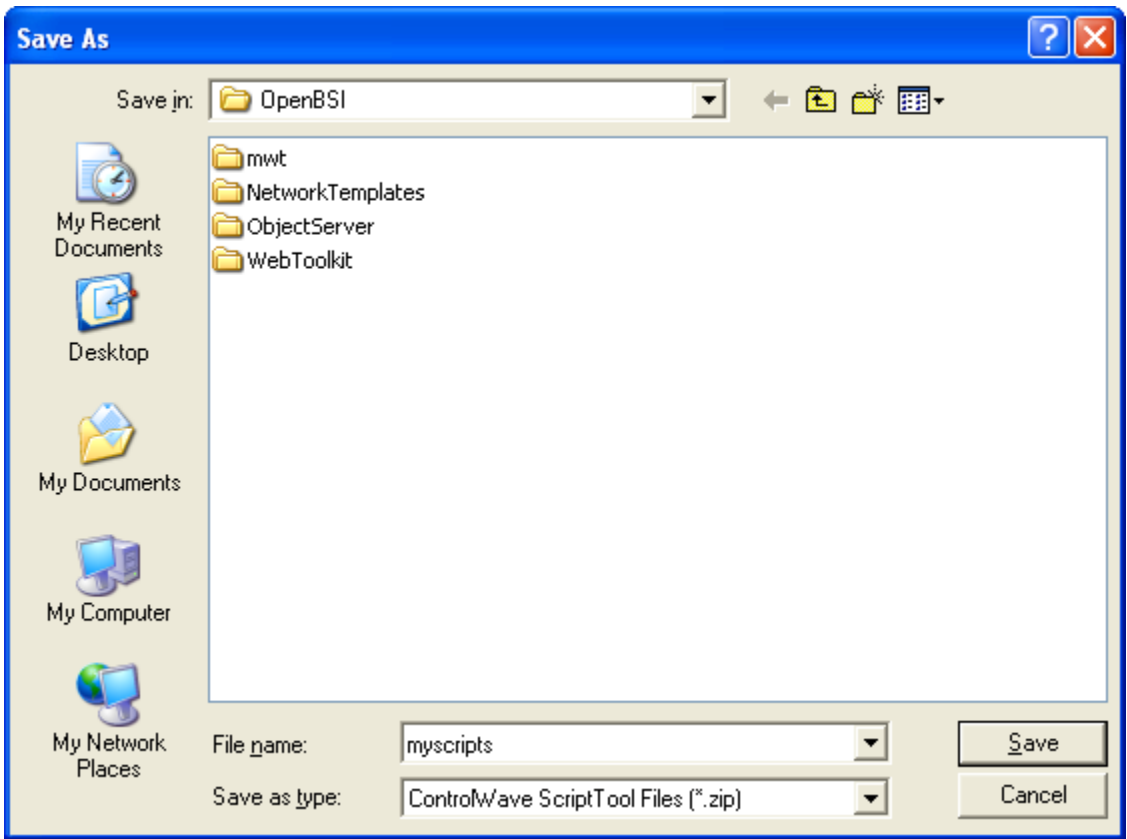 Save As
?
Save in:
OpenBSI
mwt
NetworkTemplates
ObjectServer
WebToolkit
My Recent
Documents
Desktop
My Documents
My Computer
My Network
Places
File name:
myscripts
Save
Save as type:
ControlWave ScriptTool Files (*.zip)
Cancel